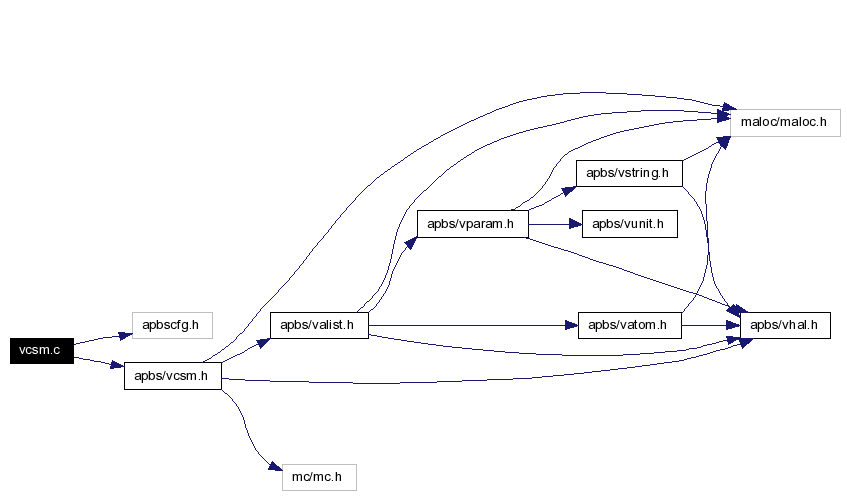 maloc/maloc.h
apbs/vstring.h
apbs/vparam.h
apbs/vunit.h
apbscfg.h
apbs/valist.h
apbs/vatom.h
apbs/vhal.h
vcsm.c
apbs/vcsm.h
mc/mc.h